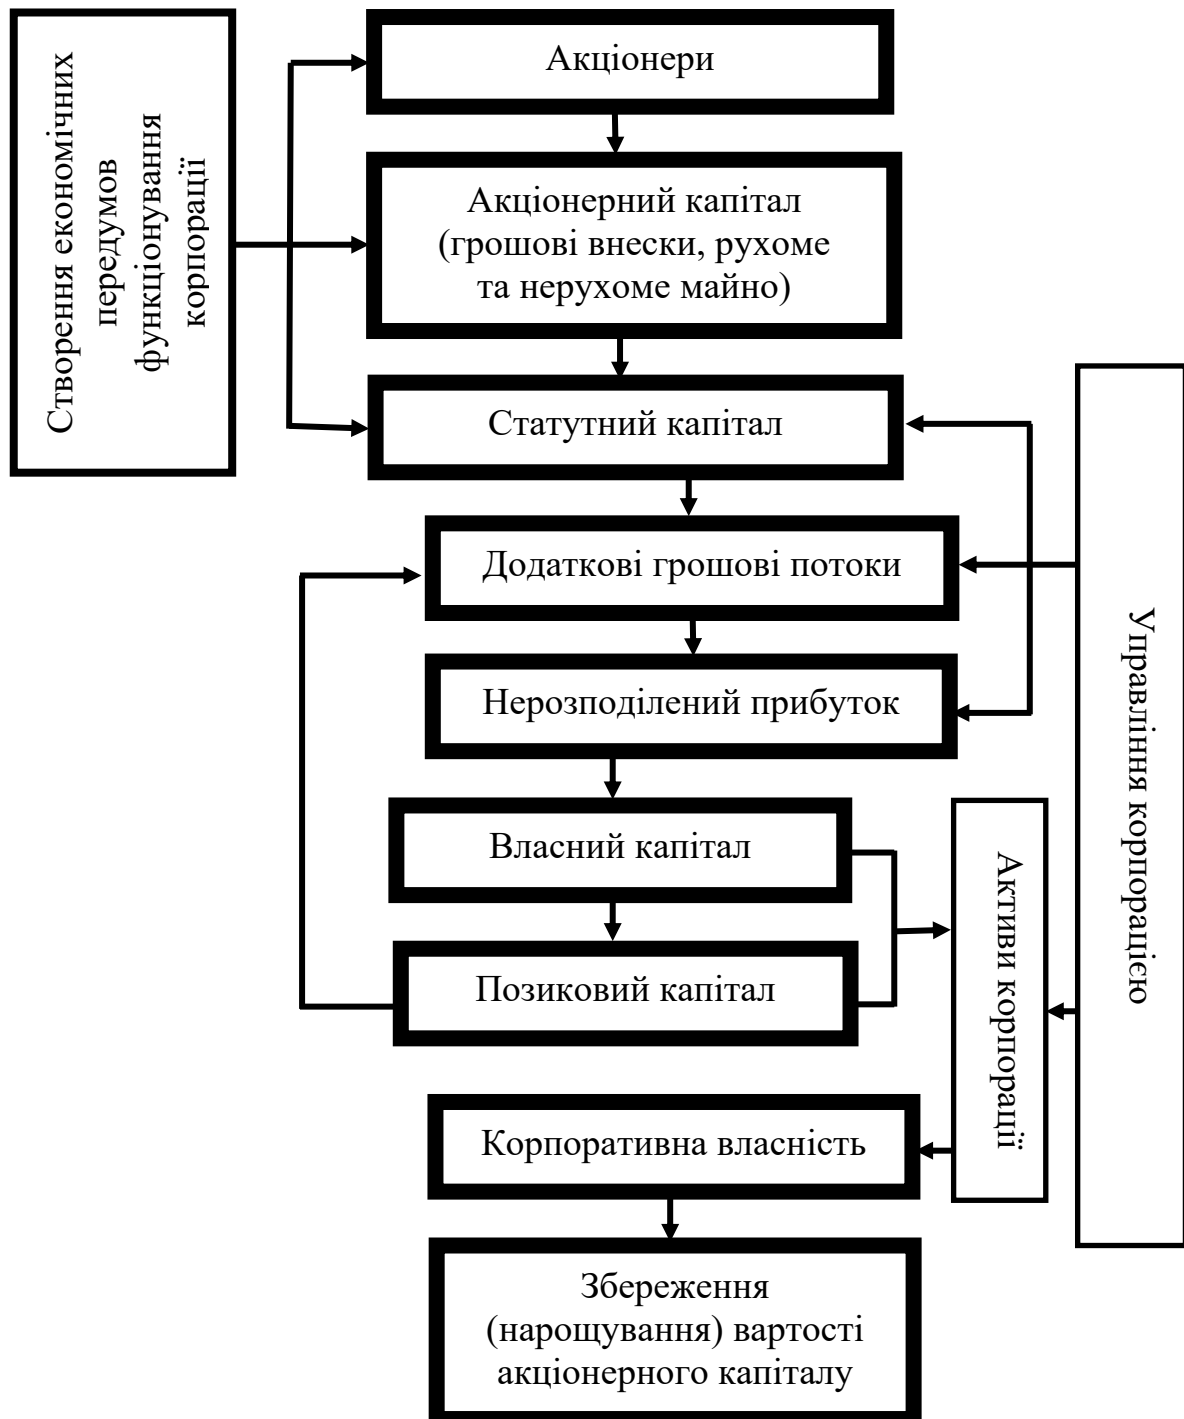 Створення економічних
передумов
функціонування
корпорації
Акціонери
Акціонерний капітал
(грошові внески, рухоме
та нерухоме майно)
Статутний капітал
Додаткові грошові потоки
Нерозподілений прибуток
Власний капітал
Позиковий капітал
Активи корпорації
Управління корпорацією
Корпоративна власність
Збереження
(нарощування) вартості
акціонерного капіталу